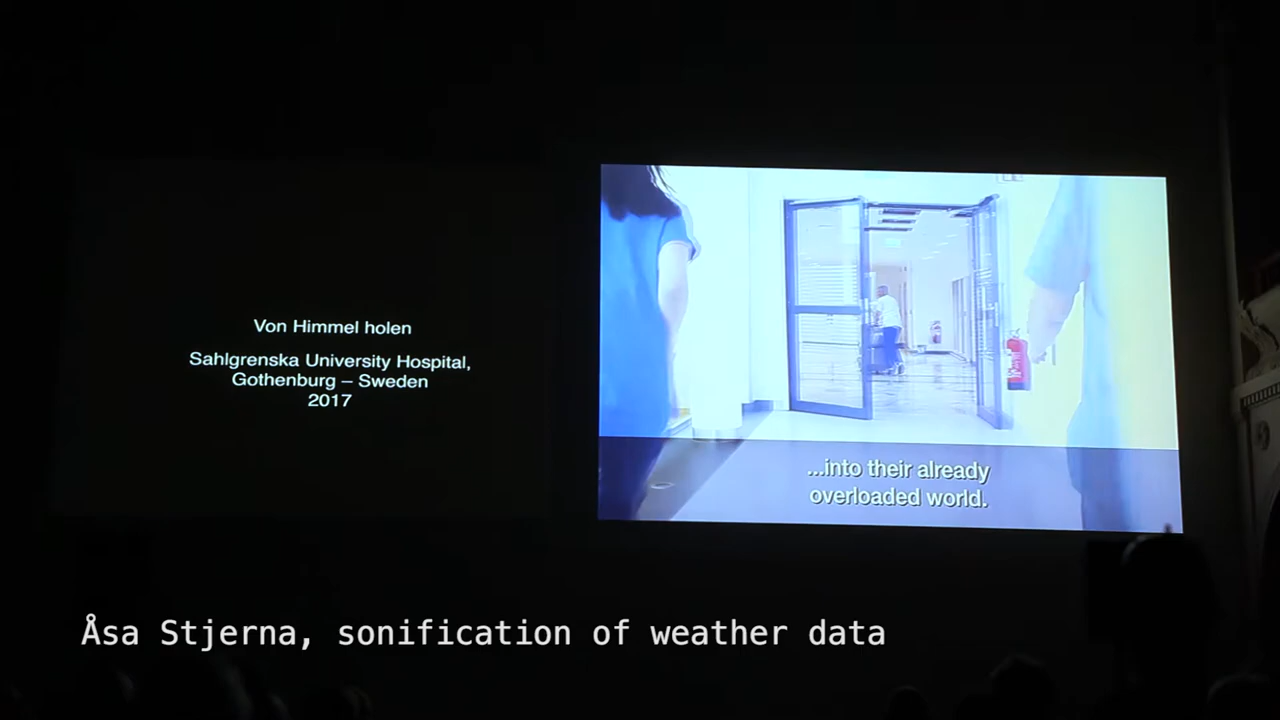 Von Himmel holen
Sahlgrenska University Hospital,
Gothenburg – Sweden
2017
...into their already
overloaded world.
Åsa Stjerna, sonification of weather data